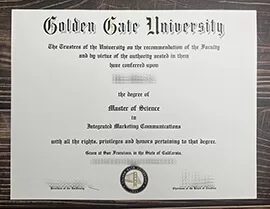 Golden Gate University
The Trustees of the University on the recommendation of the Faculty
and by virtue of the authority vested in them
have conferred upon
the degree of
Master of Science
in
Integrated Marketing Communications
with all the rights, privileges and honors pertaining to that degree.
Given at San Francisco, in the State of California,